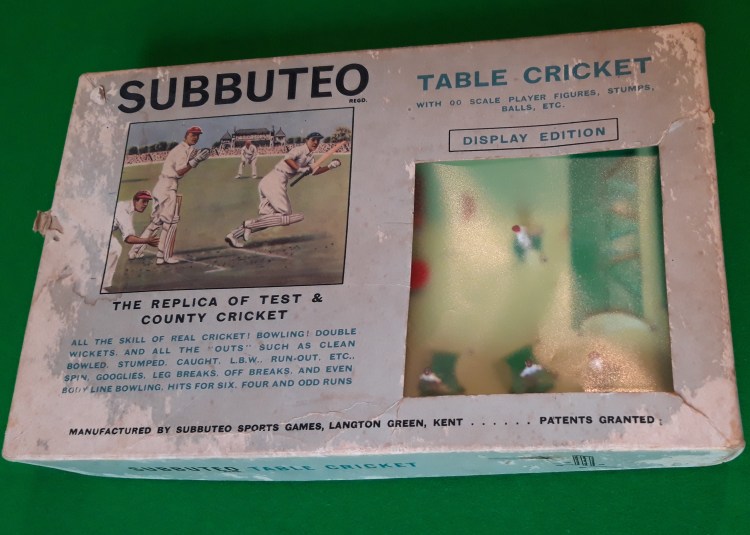 SUBBUTEO
REGD.
TABLE CRICKET
WITH 00 SCALE PLAYER FIGURES, STUMPS,
BALLS, ETC.
DISPLAY EDITION
THE REPLICA OF TEST &
COUNTY CRICKET
ALL THE SKILL OF REAL CRICKET! BOWLING! DOUBLE
WICKETS. AND ALL THE "OUTS" SUCH AS CLEAN
BOWLED. STUMPED. CAUGHT. L.B.W.. RUN-OUT. ETC..
SPIN, GOOGLIES. LEG BREAKS. OFF BREAKS. AND EVEN
BODY LINE BOWLING. HITS FOR SIX. FOUR AND ODD RUNS
MANUFACTURED BY SUBBUTEO SPORTS GAMES, LANGTON GREEN, KENT . . . . . . PATENTS GRANTED :
SUBBUTEO TABLE CRICKET